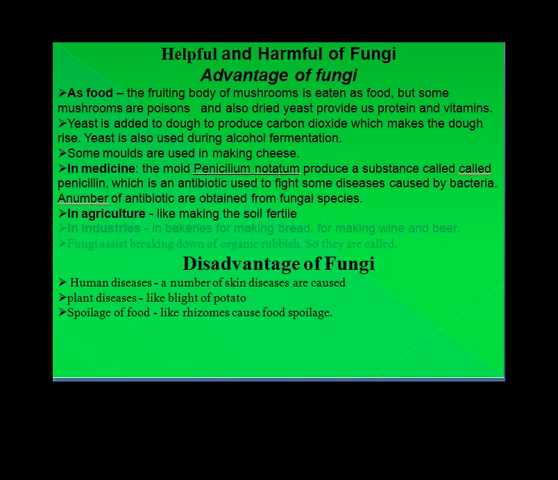 Helpful and Harmful of Fungi
Advantage of fungi
➢As food – the fruiting body of mushrooms is eaten as food, but some
mushrooms are poisons and also dried yeast provide us protein and vitamins.
➢Yeast is added to dough to produce carbon dioxide which makes the dough
rise. Yeast is also used during alcohol fermentation.
➢Some moulds are used in making cheese.
➢In medicine: the mold Penicilium notatum produce a substance called called
penicillin, which is an antibiotic used to fight some diseases caused by bacteria.
Anumber of antibiotic are obtained from fungal species.
➢In agriculture - like making the soil fertile
➢In industries - in bakeries for making bread, for making wine and beer.
➢Fungi assist breaking down of organic rubbish. So they are called.
Disadvantage of Fungi
➢ Human diseases - a number of skin diseases are caused
➢plant diseases - like blight of potato
➢Spoilage of food - like rhizomes cause food spoilage.